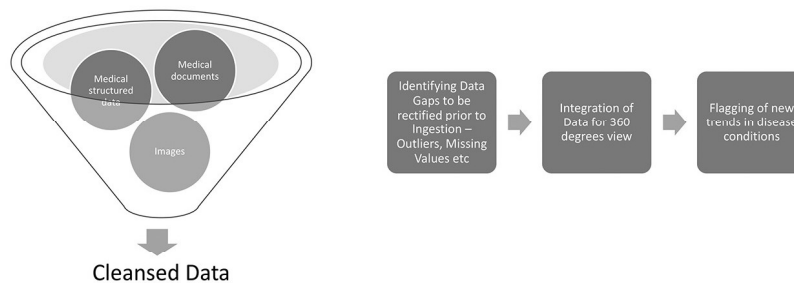 Medical
structured
data
Medical
documents
Images
Cleansed Data
Identifying Data
Gaps to be
rectified prior to
Ingestion –
Outliers, Missing
Values etc
Integration of
Data for 360
degrees view
Flagging of new
trends in disease
conditions